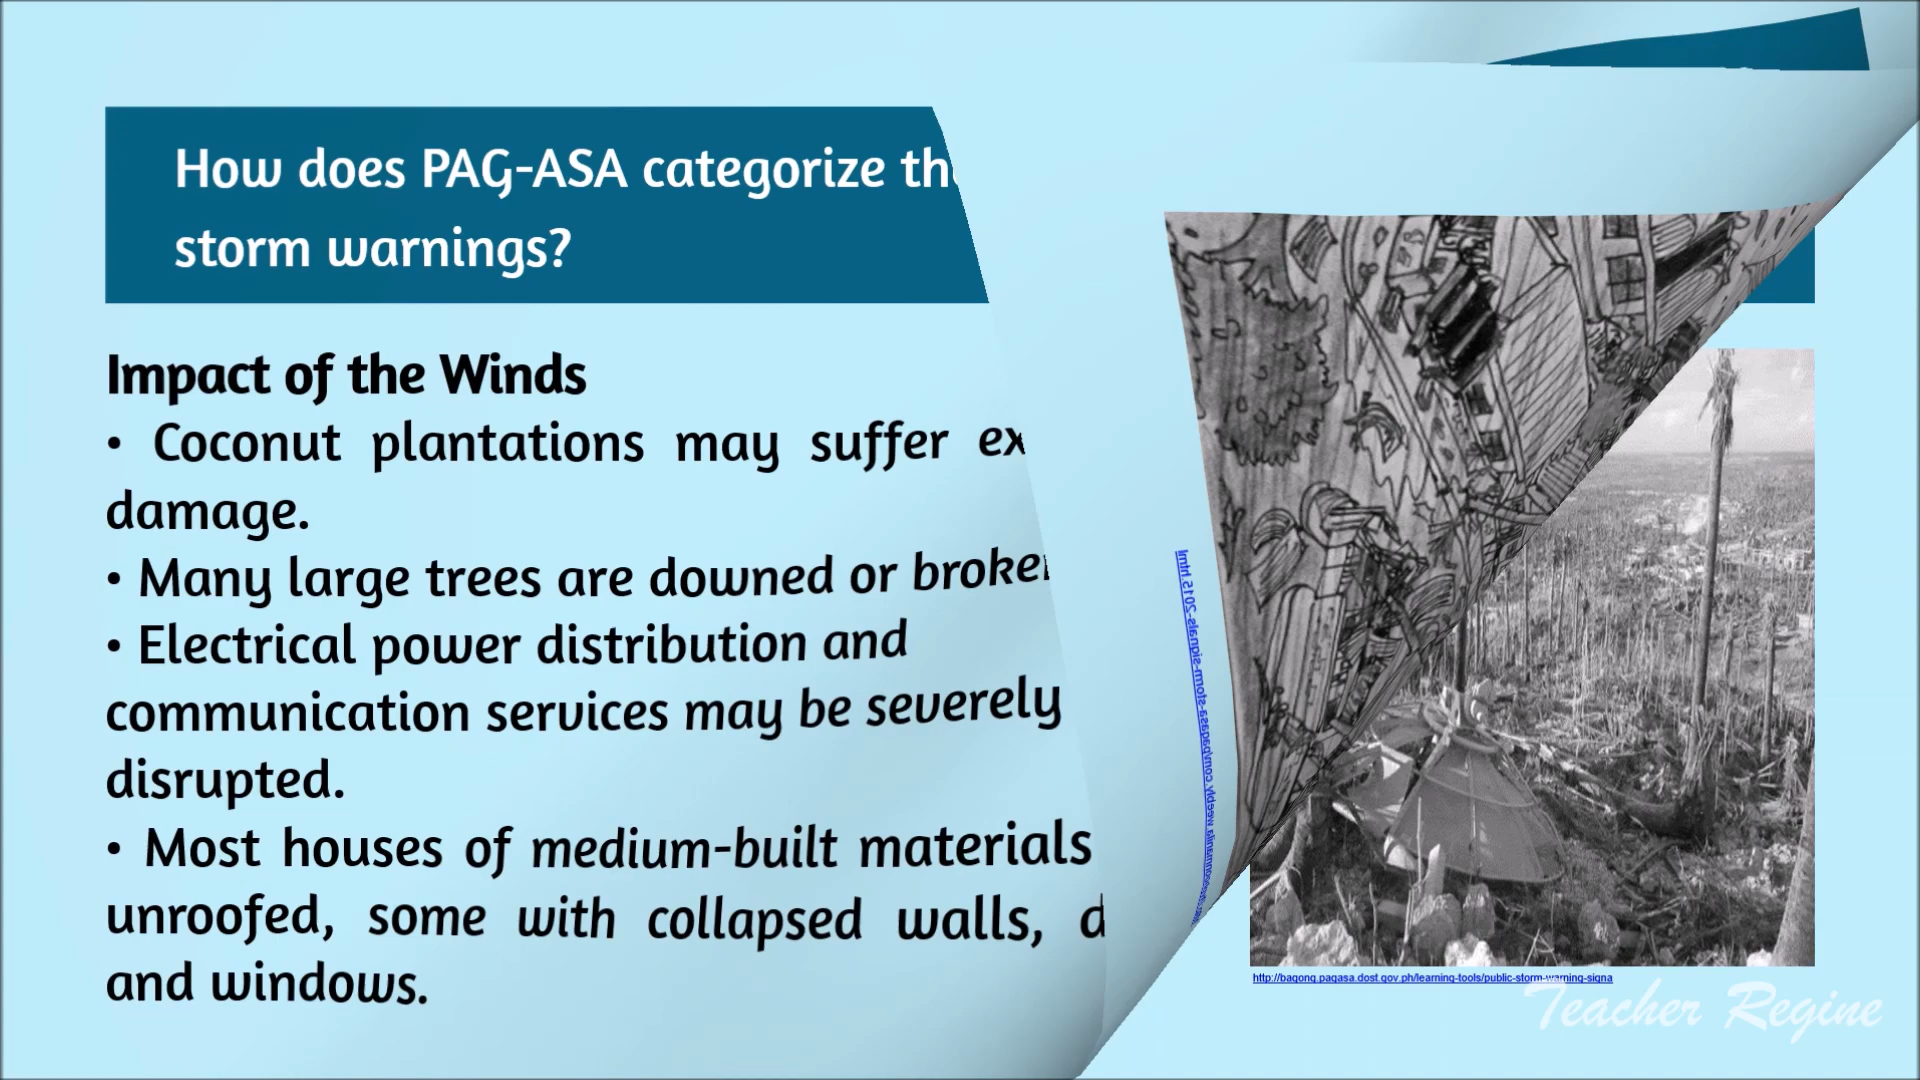 How does PAG-ASA categorize
storm warnings?
Impact of the Winds
• Coconut plantations may suffer
damage.
• Many large trees are downed or
• Electrical power distribution and
communication services may be severely
disrupted.
• Most houses of medium-built materials
unroofed, some with collapsed walls,
and windows.
http://bagong.pagasa.dost.gov.ph/learning-tools/public-storm-warning-signa
Teacher Regine